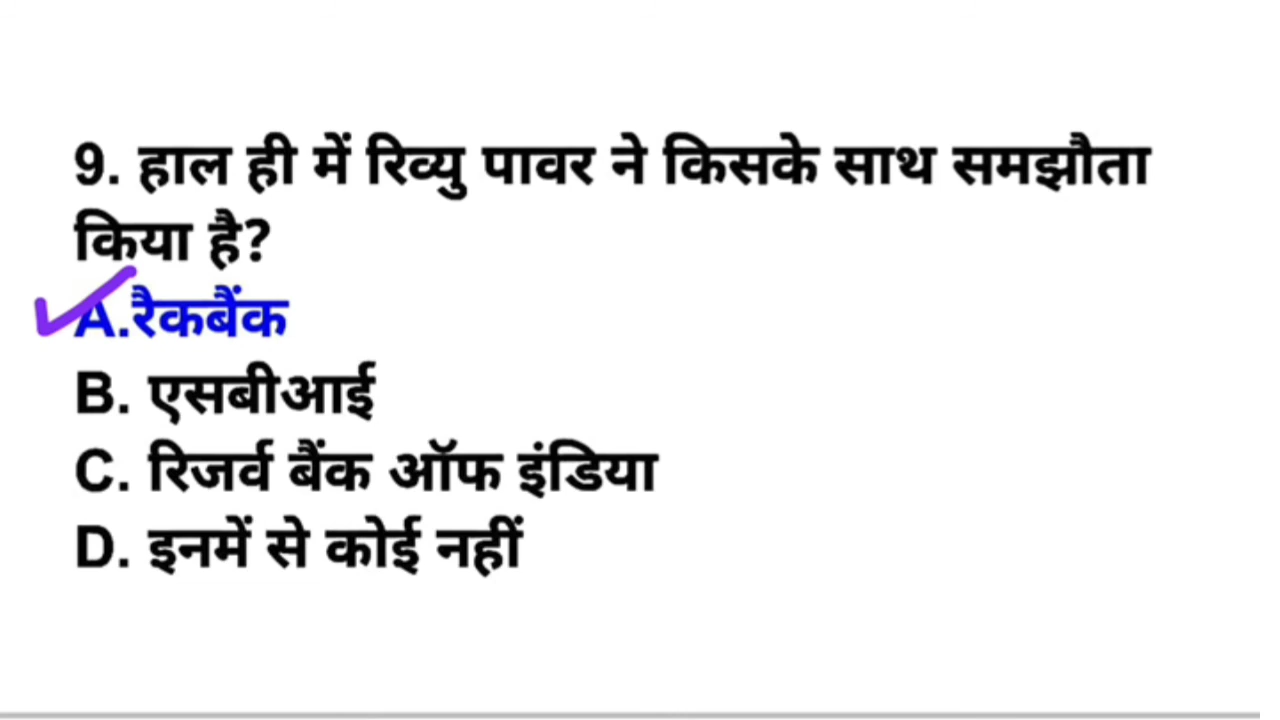 9. हाल ही में रिव्यु पावर ने किसके साथ समझौता
किया है?
A.रैकबैंक
B. एसबीआई
C. रिजर्व बैंक ऑफ इंडिया
D. इनमें से कोई नहीं